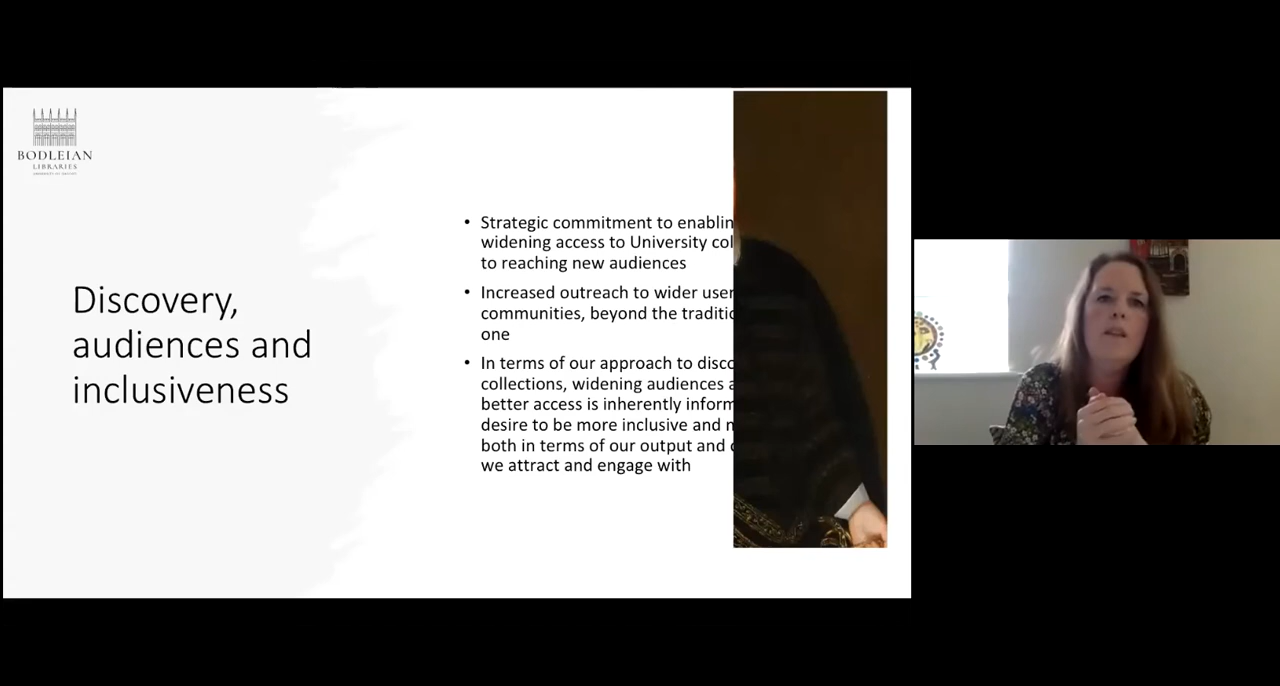 BODLEIAN
LIBRARIES
Discovery,
audiences and
inclusiveness
• Strategic commitment to enablin
widening access to University col
to reaching new audiences
• Increased outreach to wider user
communities, beyond the traditio
one
• In terms of our approach to disco
collections, widening audiences a
better access is inherently inform
desire to be more inclusive and
both in terms of our output and
we attract and engage with